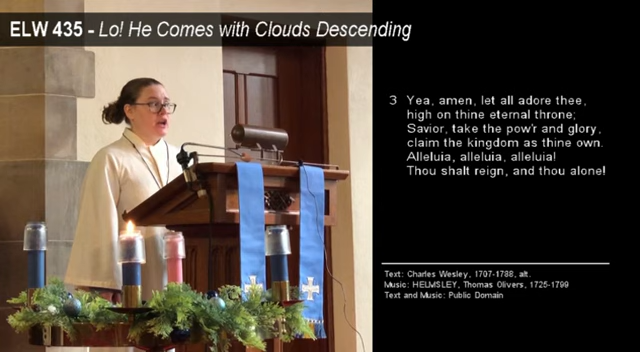 ELW 435 - Lo! He Comes with Clouds Descending
3 Yea, amen, let all adore thee,
high on thine eternal throne;
Savior, take the pow'r and glory,
claim the kingdom as thine own.
Alleluia, alleluia, alleluia!
Thou shalt reign, and thou alone!
Text: Charles Wesley, 1707-1788, alt.
Music: HELMSLEY, Thomas Olivers, 1725-1799
Text and Music: Public Domain